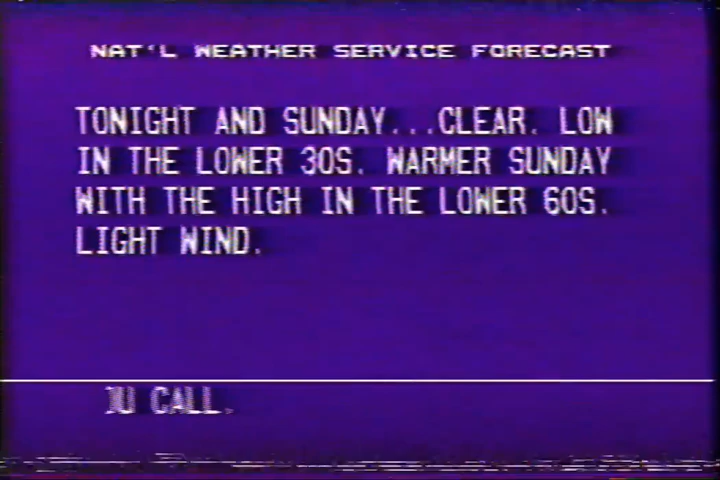 NAT'L WEATHER SERVICE FORECAST
TONIGHT AND SUNDAY...CLEAR. LOW
IN THE LOWER 30S. WARMER SUNDAY
WITH THE HIGH IN THE LOWER 60S.
LIGHT WIND.
CALL.